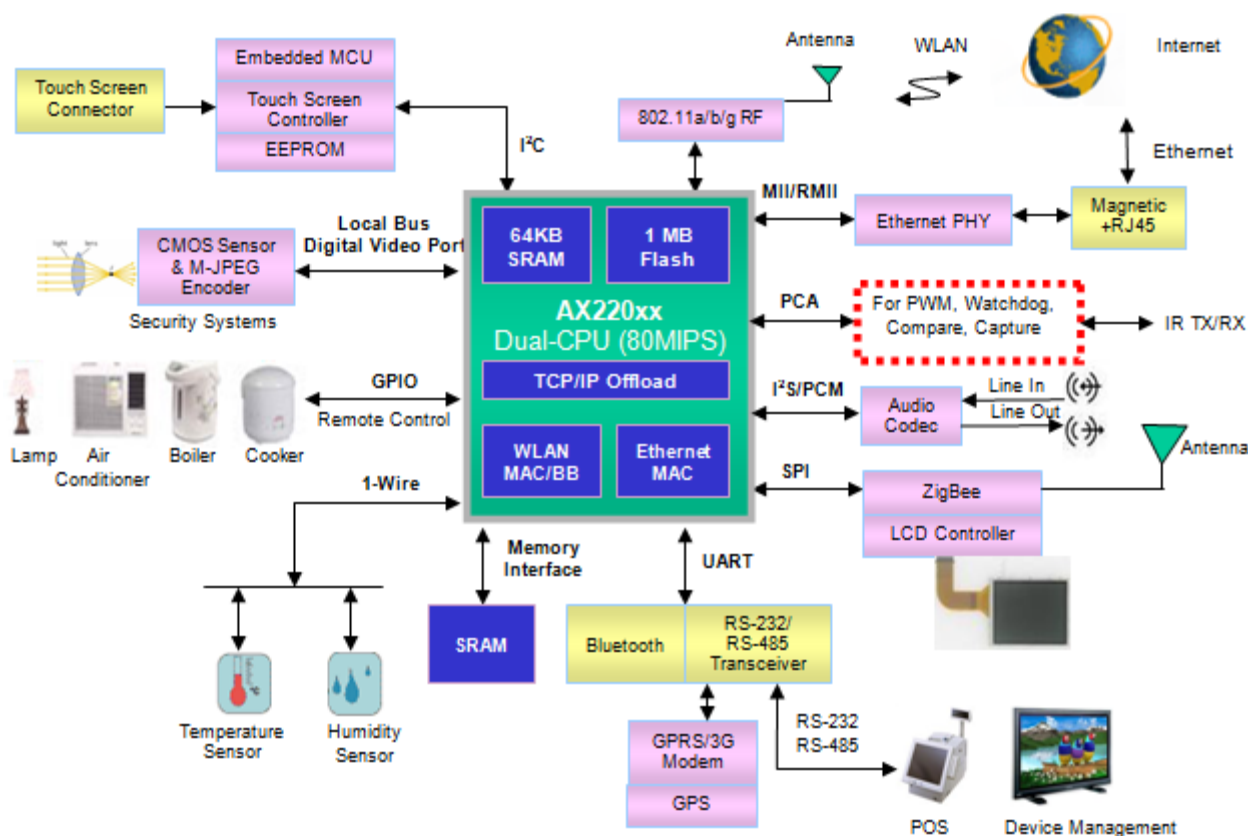 Antenna
WLAN
Internet
Embedded MCU
Touch Screen
Connector
Touch Screen
Controller
EEPROM
802.11a/b/g RF
I²C
Ethernet
MII/RMII
Ethernet PHY
Magnetic
+RJ45
Local Bus
Digital Video Port
64KB
SRAM
1 MB
Flash
light
lens
CMOS Sensor
& M-JPEG
Encoder
Security Systems
AX220xx
Dual-CPU (80MIPS)
PCA
For PWM, Watchdog,
Compare, Capture
IR TX/RX
TCP/IP Offload
GPIO
Remote Control
I²S/PCM
Audio
Codec
Line In
Line Out
Lamp
Air
Conditioner
Boiler
Cooker
WLAN
MAC/BB
Ethernet
MAC
Antenna
1-Wire
SPI
ZigBee
LCD Controller
Memory
Interface
UART
SRAM
Bluetooth
RS-232/
RS-485
Transceiver
Temperature
Sensor
Humidity
Sensor
GPRS/3G
Modem
GPS
RS-232
RS-485
POS
Device Management